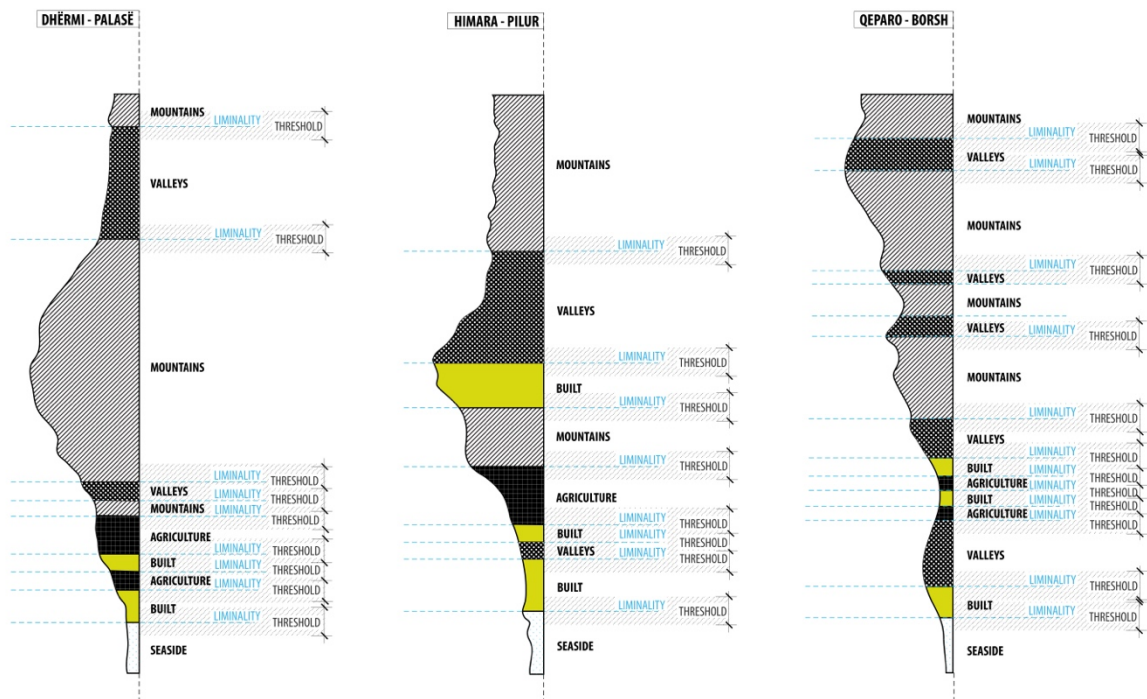 DHËRMI - PALASË
MOUNTAINS
LIMINALITY THRESHOLD
VALLEYS
LIMINALITY THRESHOLD
MOUNTAINS
LIMINALITY THRESHOLD
VALLEYS LIMINALITY THRESHOLD
MOUNTAINS LIMINALITY THRESHOLD
AGRICULTURE
LIMINALITY THRESHOLD
BUILT LIMINALITY THRESHOLD
AGRICULTURE LIMINALITY THRESHOLD
BUILT LIMINALITY THRESHOLD
SEASIDE
HIMARA - PILUR
MOUNTAINS
LIMINALITY THRESHOLD
VALLEYS
LIMINALITY THRESHOLD
BUILT
LIMINALITY THRESHOLD
MOUNTAINS
LIMINALITY THRESHOLD
AGRICULTURE
LIMINALITY THRESHOLD
BUILT LIMINALITY THRESHOLD
VALLEYS LIMINALITY THRESHOLD
BUILT
LIMINALITY THRESHOLD
SEASIDE
QEPARO - BORSH
MOUNTAINS
LIMINALITY THRESHOLD
VALLEYS LIMINALITY THRESHOLD
MOUNTAINS
LIMINALITY THRESHOLD
VALLEYS
MOUNTAINS
VALLEYS LIMINALITY THRESHOLD
MOUNTAINS
LIMINALITY THRESHOLD
VALLEYS
LIMINALITY THRESHOLD
BUILT LIMINALITY THRESHOLD
AGRICULTURE LIMINALITY THRESHOLD
BUILT LIMINALITY THRESHOLD
AGRICULTURE LIMINALITY THRESHOLD
VALLEYS
LIMINALITY THRESHOLD
BUILT LIMINALITY THRESHOLD